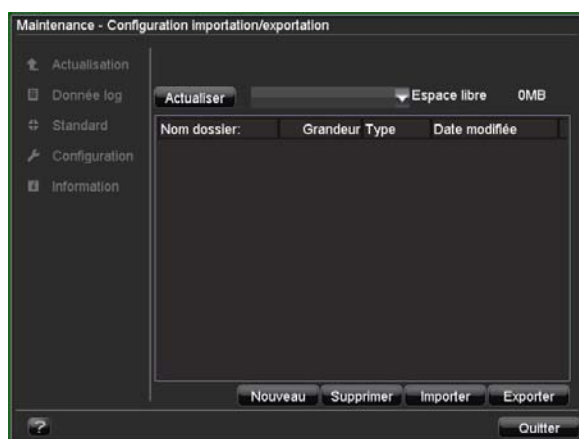 Maintenance - Configuration importation/exportation
Actualisation
Donnée log
Standard
Configuration
Information
Actualiser Espace libre 0MB
Nom dossier: Grandeur Type Date modifiée
Nouveau Supprimer Importer Exporter
? Quitter